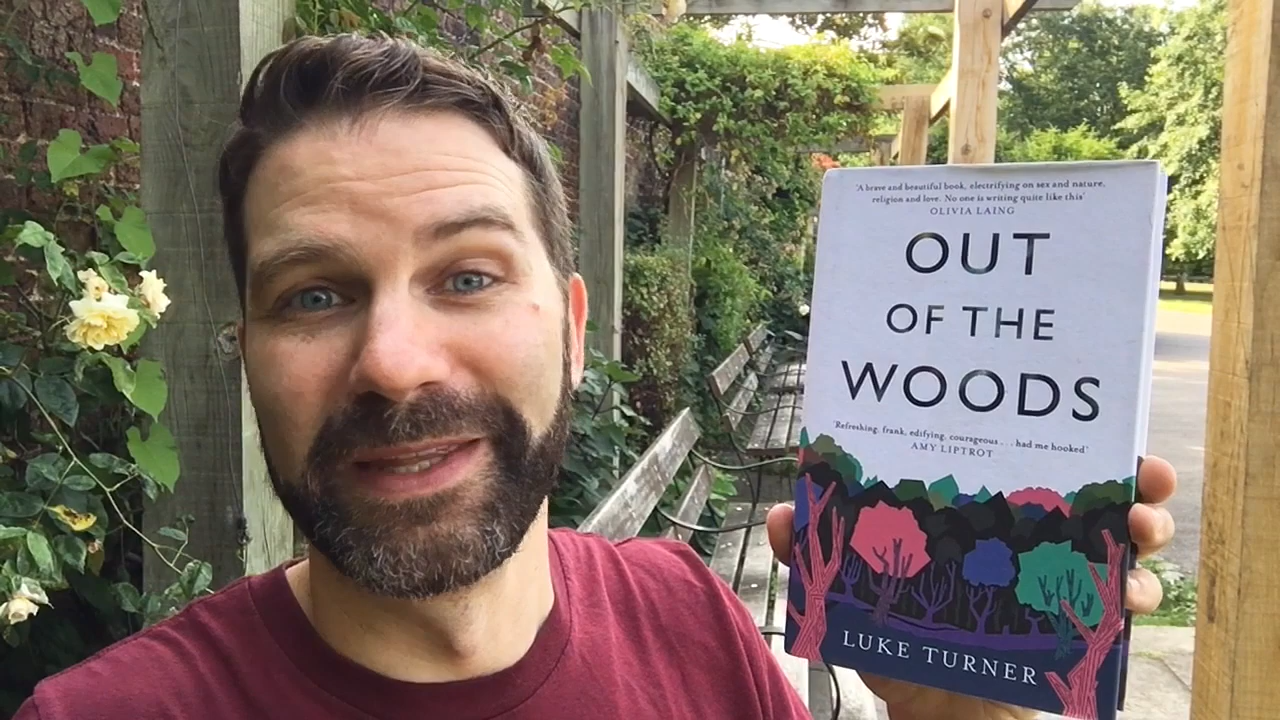 'A brave and beautiful book, electrifying on sex and nature,
religion and love. No one is writing quite like this'
OLIVIA LAING
OUT
OF THE
WOODS
'Refreshing, frank, edifying, courageous . . . had me hooked'
AMY LIPTROT
LUKE TURNER